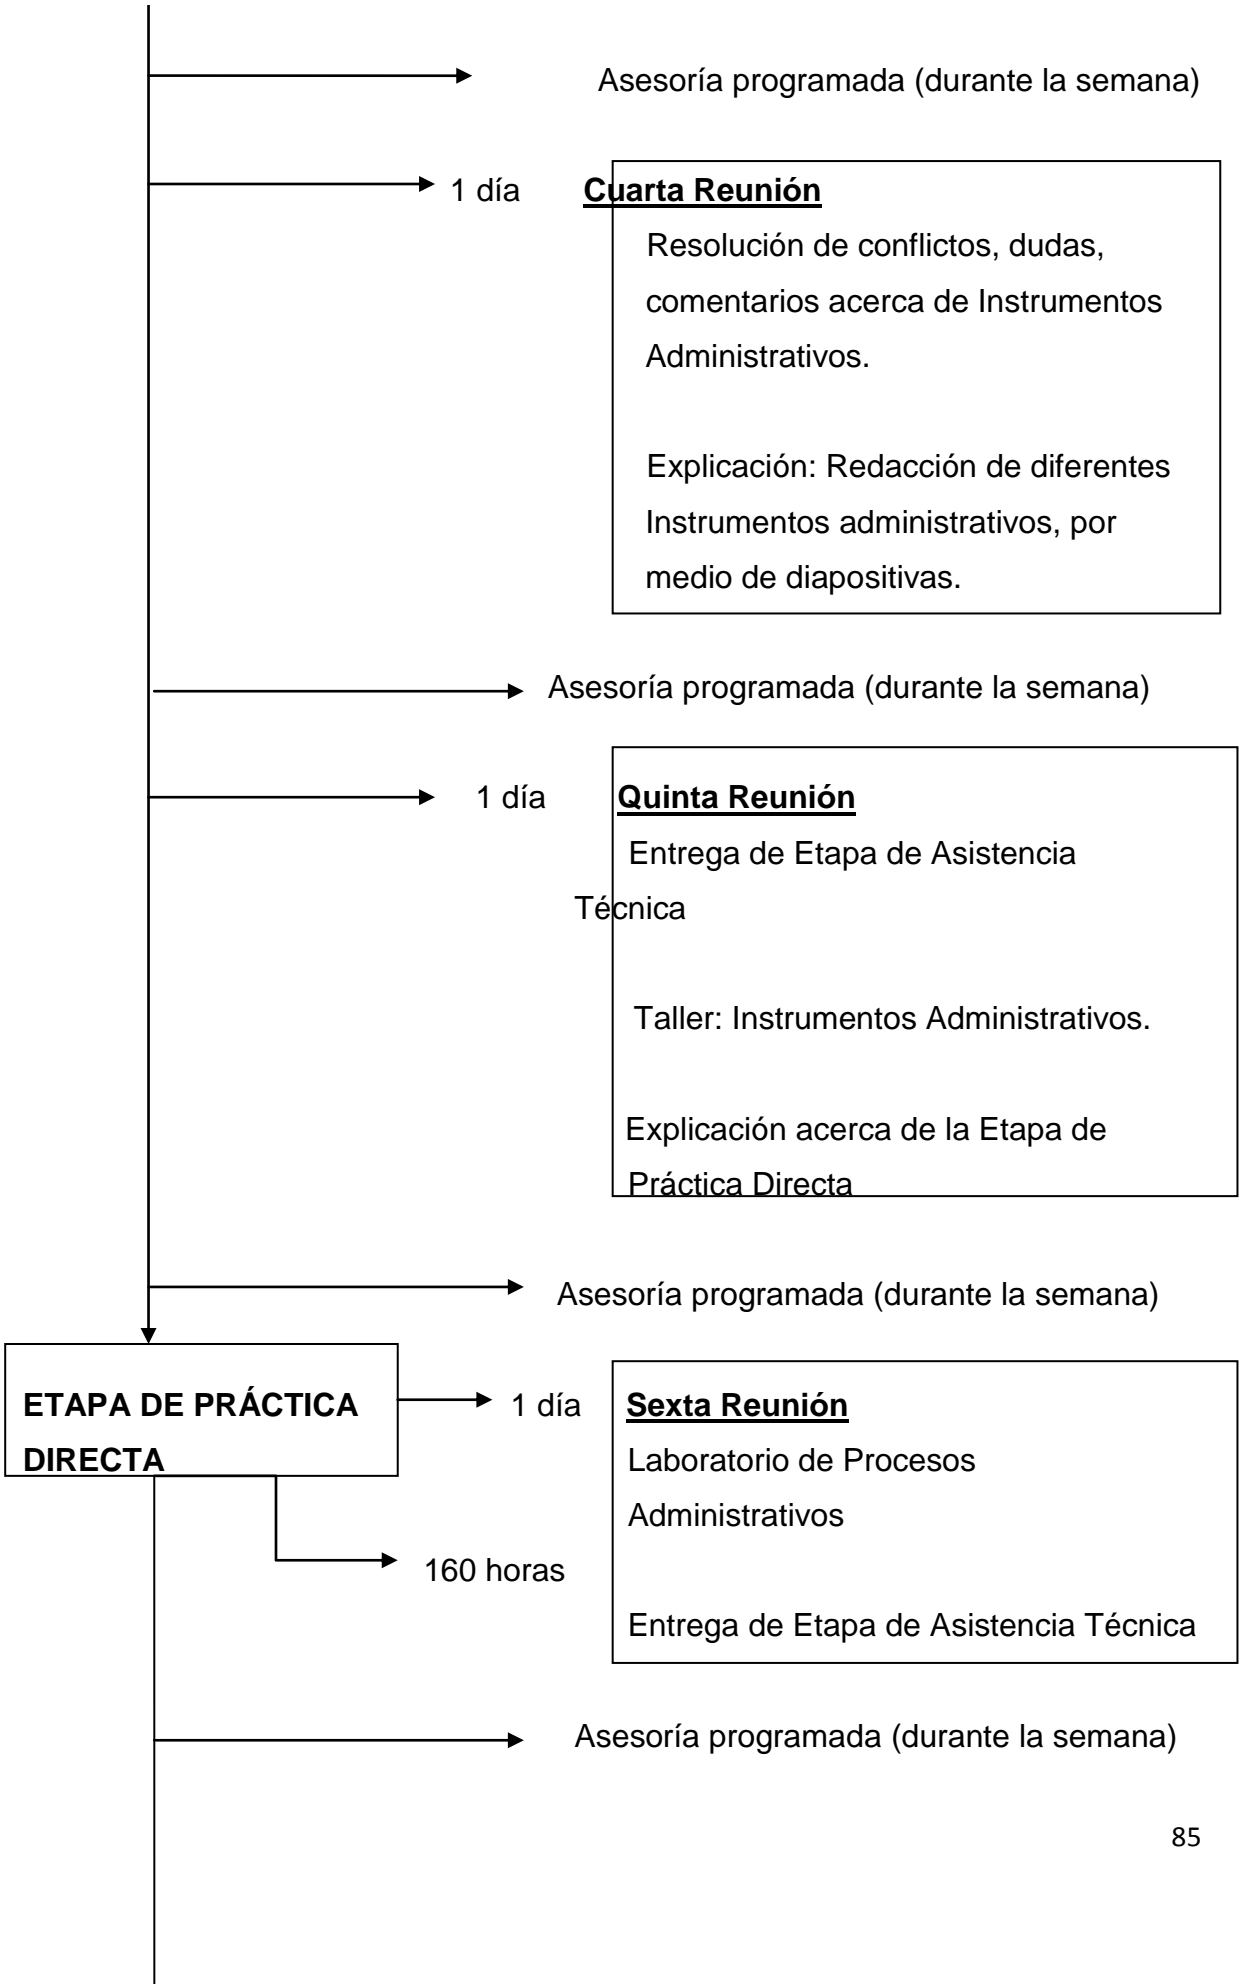 Asesoría programada (durante la semana)
1 día
Cuarta Reunión
Resolución de conflictos, dudas,
comentarios acerca de Instrumentos
Administrativos.
Explicación: Redacción de diferentes
Instrumentos administrativos, por
medio de diapositivas.
Asesoría programada (durante la semana)
1 día
Quinta Reunión
Entrega de Etapa de Asistencia
Técnica
Taller: Instrumentos Administrativos.
Explicación acerca de la Etapa de
Práctica Directa
Asesoría programada (durante la semana)
ETAPA DE PRÁCTICA
DIRECTA
1 día
160 horas
Sexta Reunión
Laboratorio de Procesos
Administrativos
Entrega de Etapa de Asistencia Técnica
Asesoría programada (durante la semana)
85